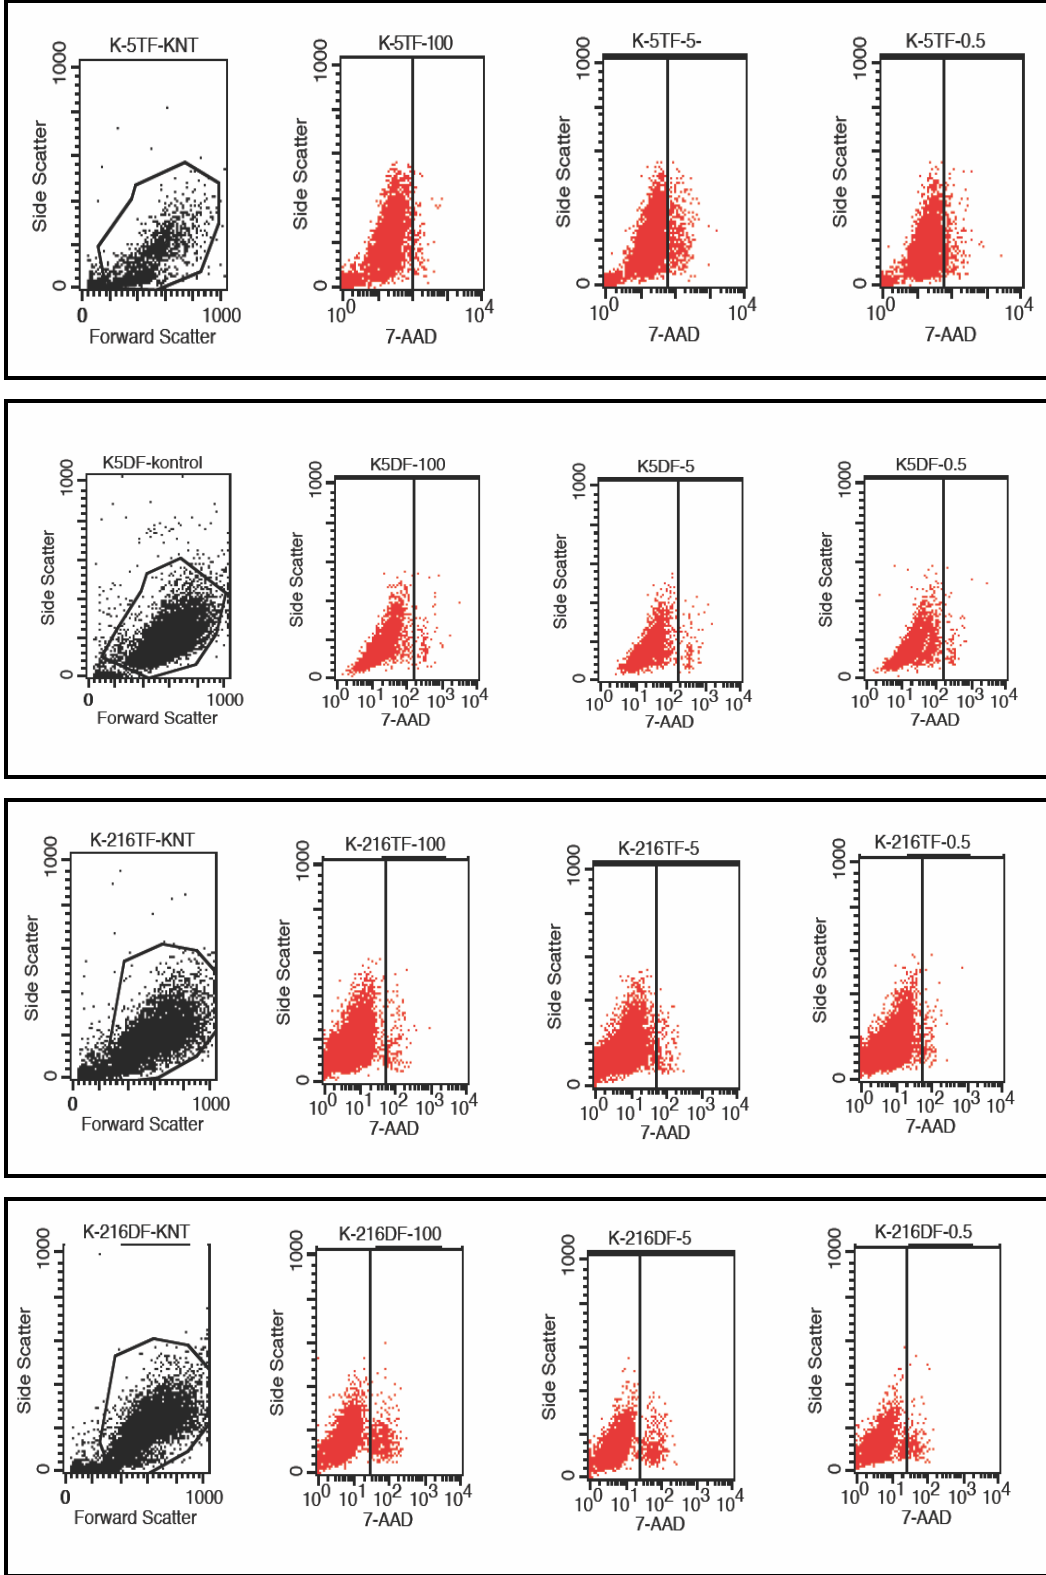 K-5TF-KNT
1000
Side Scatter
0
0 1000
Forward Scatter
K-5TF-100
1000
Side Scatter
0
10^0 10^4
7-AAD
K-5TF-5-
1000
Side Scatter
0
10^0 10^4
7-AAD
K-5TF-0.5
1000
Side Scatter
0
10^0 10^4
7-AAD
K5DF-kontrol
1000
Side Scatter
0
0 1000
Forward Scatter
K5DF-100
1000
Side Scatter
0
10^0 10^1 10^2 10^3 10^4
7-AAD
K5DF-5
1000
Side Scatter
0
10^0 10^1 10^2 10^3 10^4
7-AAD
K5DF-0.5
1000
Side Scatter
0
10^0 10^1 10^2 10^3 10^4
7-AAD
K-216TF-KNT
1000
Side Scatter
0
0 1000
Forward Scatter
K-216TF-100
1000
Side Scatter
0
10^0 10^1 10^2 10^3 10^4
7-AAD
K-216TF-5
1000
Side Scatter
0
10^0 10^1 10^2 10^3 10^4
7-AAD
K-216TF-0.5
1000
Side Scatter
0
10^0 10^1 10^2 10^3 10^4
7-AAD
K-216DF-KNT
1000
Side Scatter
0
0 1000
Forward Scatter
K-216DF-100
1000
Side Scatter
0
10^0 10^1 10^2 10^3 10^4
7-AAD
K-216DF-5
1000
Side Scatter
0
10^0 10^1 10^2 10^3 10^4
7-AAD
K-216DF-0.5
1000
Side Scatter
0
10^0 10^1 10^2 10^3 10^4
7-AAD